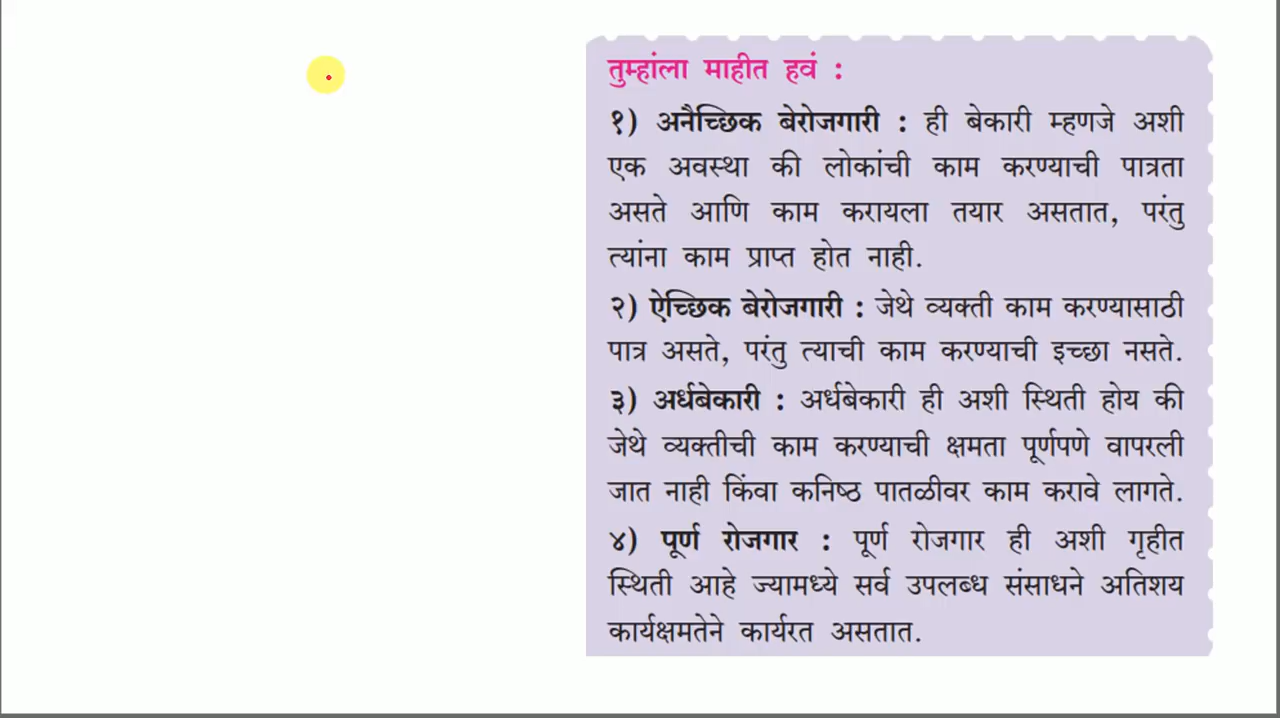 तुम्हांला माहीत हवं :
१) अनैच्छिक बेरोजगारी : ही बेकारी म्हणजे अशी
एक अवस्था की लोकांची काम करण्याची पात्रता
असते आणि काम करायला तयार असतात, परंतु
त्यांना काम प्राप्त होत नाही.
२) ऐच्छिक बेरोजगारी : जेथे व्यक्ती काम करण्यासाठी
पात्र असते, परंतु त्याची काम करण्याची इच्छा नसते.
३) अर्धबेकारी : अर्धबेकारी ही अशी स्थिती होय की
जेथे व्यक्तीची काम करण्याची क्षमता पूर्णपणे वापरली
जात नाही किंवा कनिष्ठ पातळीवर काम करावे लागते.
४) पूर्ण रोजगार : पूर्ण रोजगार ही अशी गृहीत
स्थिती आहे ज्यामध्ये सर्व उपलब्ध संसाधने अतिशय
कार्यक्षमतेने कार्यरत असतात.